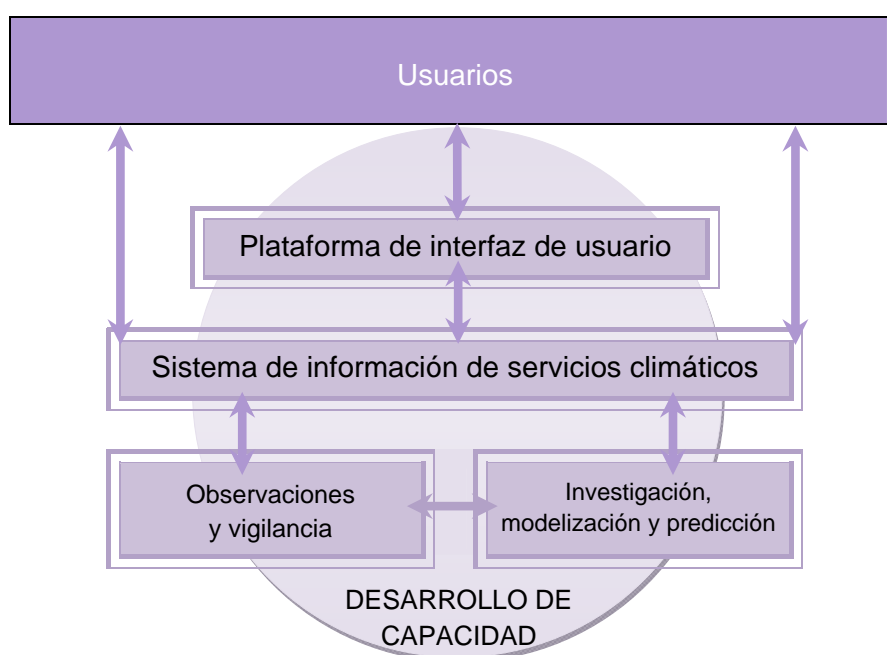 Usuarios
Plataforma de interfaz de usuario
Sistema de información de servicios climáticos
Observaciones
y vigilancia
Investigación,
modelización y predicción
DESARROLLO DE
CAPACIDAD